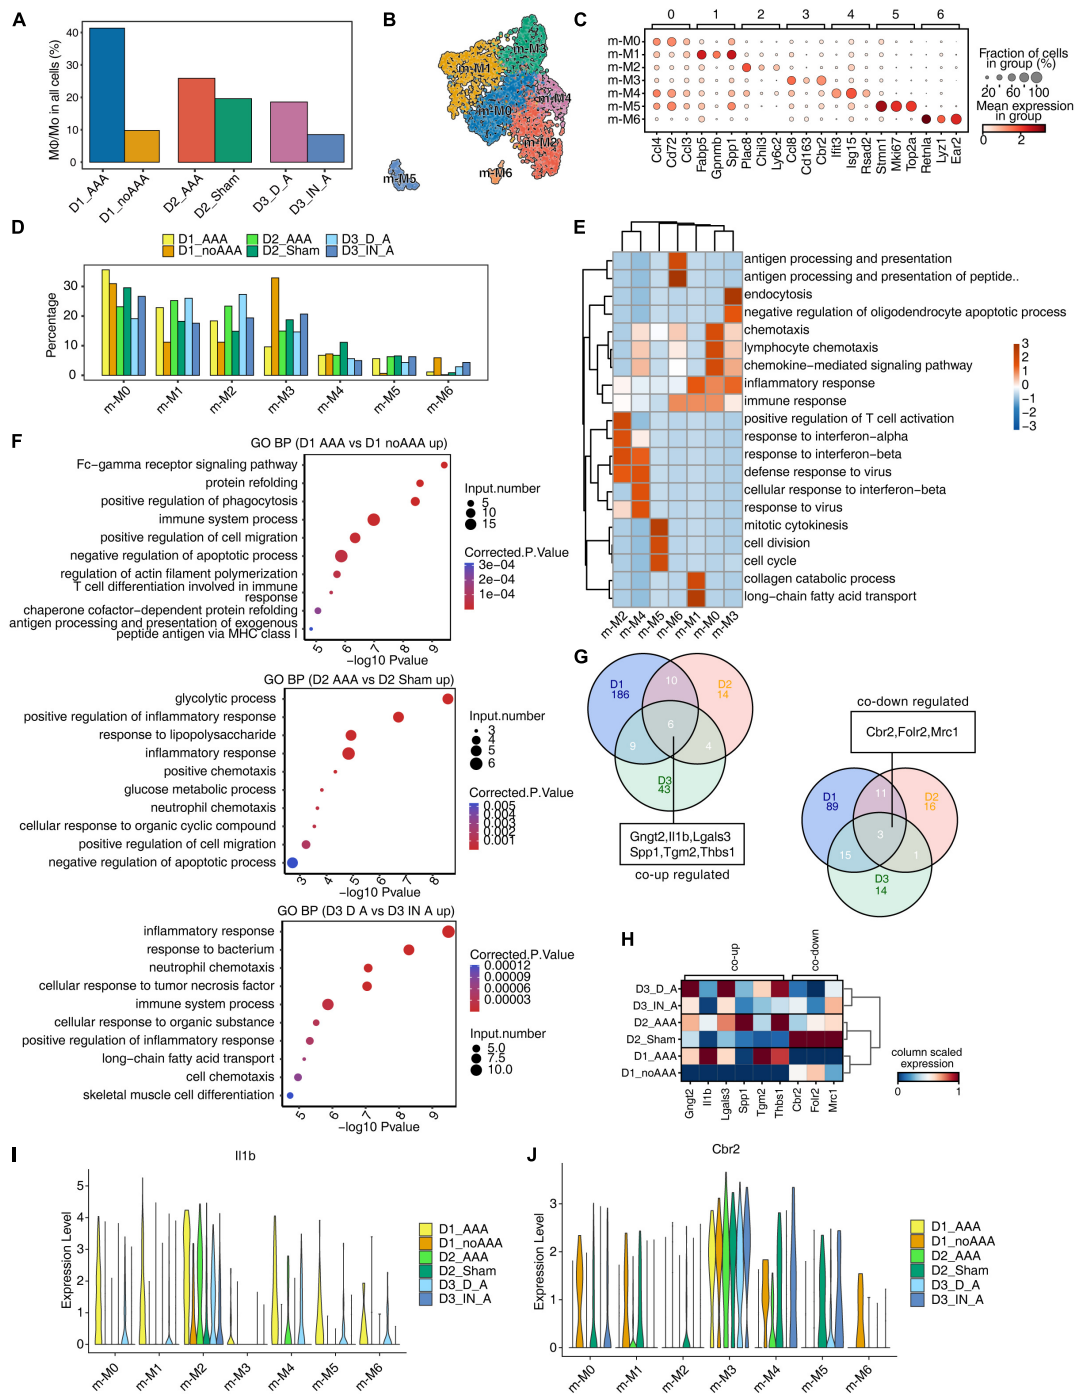 A
MΦ/Mo in all cells (%)
40
30
20
10
0
D1_AAA
D1_noAAA
D2_AAA
D2_Sham
D3_D_A
D3_IN_A
B
m-M3
m-M1
m-M4
m-M0
m-M2
m-M6
m-M5
C
0 1 2 3 4 5 6
m-M0
m-M1
m-M2
m-M3
m-M4
m-M5
m-M6
Ccl4
Cd72
Ccl3
Fabp5
Gpnmb
Spp1
Plac8
Chil3
Ly6c2
Ccl8
Cd163
Cbr2
Ifit3
Isg15
Rsad2
Stmn1
Mki67
Top2a
Retnla
Lyz1
Ear2
Fraction of cells
in group (%)
20 60 100
Mean expression
in group
0 2
D
D1_AAA D2_AAA D3_D_A
D1_noAAA D2_Sham D3_IN_A
Percentage
30
20
10
0
m-M0
m-M1
m-M2
m-M3
m-M4
m-M5
m-M6
E
antigen processing and presentation
antigen processing and presentation of peptide..
endocytosis
negative regulation of oligodendrocyte apoptotic process
chemotaxis
lymphocyte chemotaxis
chemokine-mediated signaling pathway
inflammatory response
immune response
positive regulation of T cell activation
response to interferon-alpha
response to interferon-beta
defense response to virus
cellular response to interferon-beta
response to virus
mitotic cytokinesis
cell division
cell cycle
collagen catabolic process
long-chain fatty acid transport
m-M2
m-M4
m-M5
m-M6
m-M1
m-M0
m-M3
3
2
1
0
-1
-2
-3
F
GO BP (D1 AAA vs D1 noAAA up)
Fc-gamma receptor signaling pathway
protein refolding
positive regulation of phagocytosis
immune system process
positive regulation of cell migration
negative regulation of apoptotic process
regulation of actin filament polymerization
T cell differentiation involved in immune
response
chaperone cofactor-dependent protein refolding
antigen processing and presentation of exogenous
peptide antigen via MHC class I
5 6 7 8 9
-log10 Pvalue
Input.number
5
10
15
Corrected.P.Value
3e-04
2e-04
1e-04
GO BP (D2 AAA vs D2 Sham up)
glycolytic process
positive regulation of inflammatory response
response to lipopolysaccharide
inflammatory response
positive chemotaxis
glucose metabolic process
neutrophil chemotaxis
cellular response to organic cyclic compound
positive regulation of cell migration
negative regulation of apoptotic process
3 4 5 6 7 8
-log10 Pvalue
Input.number
3
4
5
6
Corrected.P.Value
0.005
0.004
0.003
0.002
0.001
GO BP (D3 D A vs D3 IN A up)
inflammatory response
response to bacterium
neutrophil chemotaxis
cellular response to tumor necrosis factor
immune system process
cellular response to organic substance
positive regulation of inflammatory response
long-chain fatty acid transport
cell chemotaxis
skeletal muscle cell differentiation
5 6 7 8 9
-log10 Pvalue
Corrected.P.Value
0.00012
0.00009
0.00006
0.00003
Input.number
5.0
7.5
10.0
G
D1
186
10
D2
14
6
9
4
D3
43
Gngt2,Il1b,Lgals3
Spp1,Tgm2,Thbs1
co-up regulated
co-down regulated
Cbr2,Folr2,Mrc1
D1
89
11
D2
16
3
15
1
D3
14
H
co-up
co-down
D3_D_A
D3_IN_A
D2_AAA
D2_Sham
D1_AAA
D1_noAAA
Gngt2
Il1b
Lgals3
Spp1
Tgm2
Thbs1
Cbr2
Folr2
Mrc1
column scaled
expression
0 1
I
Il1b
Expression Level
5
4
3
2
1
0
m-M0
m-M1
m-M2
m-M3
m-M4
m-M5
m-M6
D1_AAA
D1_noAAA
D2_AAA
D2_Sham
D3_D_A
D3_IN_A
J
Cbr2
Expression Level
3
2
1
0
m-M0
m-M1
m-M2
m-M3
m-M4
m-M5
m-M6
D1_AAA
D1_noAAA
D2_AAA
D2_Sham
D3_D_A
D3_IN_A